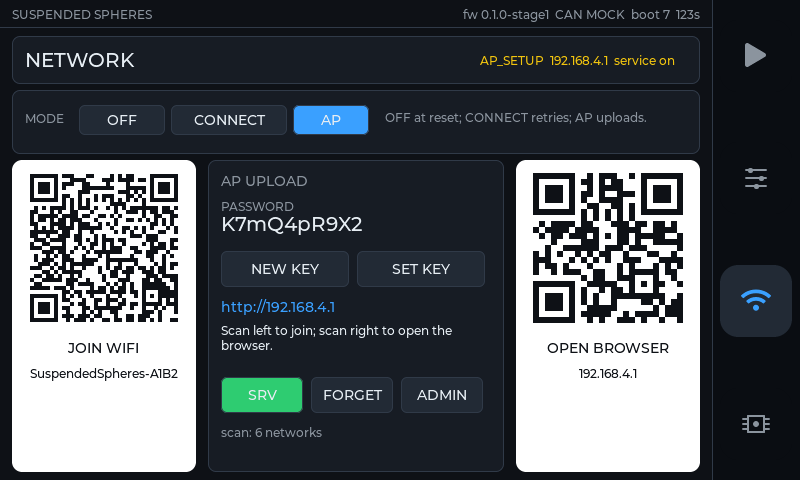 SUSPENDED SPHERES
fw 0.1.0-stage1 CAN MOCK boot 7 123s
NETWORK
AP_SETUP 192.168.4.1 service on
MODE
OFF
CONNECT
AP
OFF at reset; CONNECT retries; AP uploads.
JOIN WIFI
SuspendedSpheres-A1B2
AP UPLOAD
PASSWORD
K7mQ4pR9X2
NEW KEY
SET KEY
http://192.168.4.1
Scan left to join; scan right to open the
browser.
SRV
FORGET
ADMIN
scan: 6 networks
OPEN BROWSER
192.168.4.1